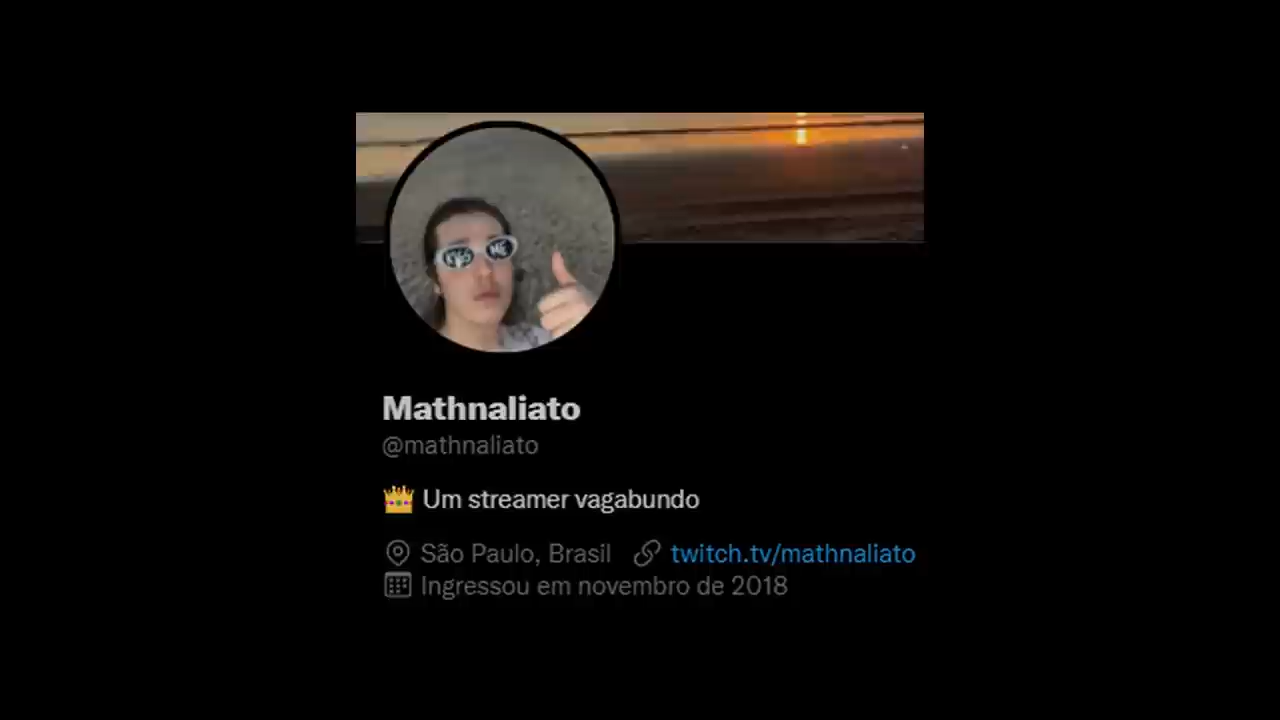 Mathnaliato
@mathnaliato
👑 Um streamer vagabundo
São Paulo, Brasil twitch.tv/mathnaliato
Ingressou em novembro de 2018